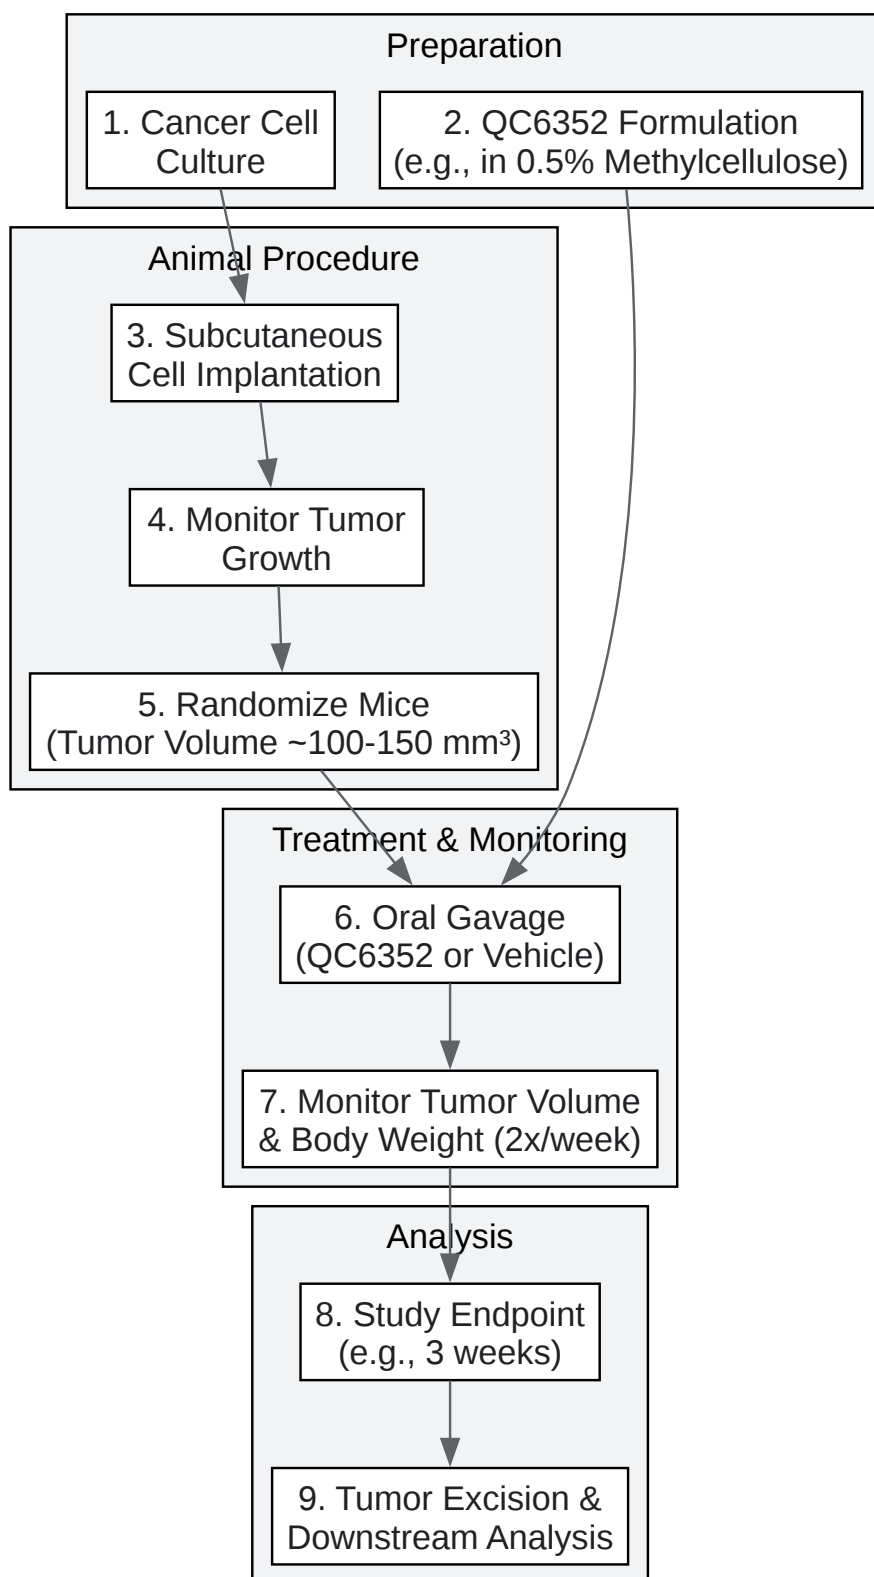 Preparation
1. Cancer Cell
Culture
2. QC6352 Formulation
(e.g., in 0.5% Methylcellulose)
Animal Procedure
3. Subcutaneous
Cell Implantation
4. Monitor Tumor
Growth
5. Randomize Mice
(Tumor Volume ~100-150 mm³)
Treatment & Monitoring
6. Oral Gavage
(QC6352 or Vehicle)
7. Monitor Tumor Volume
& Body Weight (2x/week)
Analysis
8. Study Endpoint
(e.g., 3 weeks)
9. Tumor Excision &
Downstream Analysis